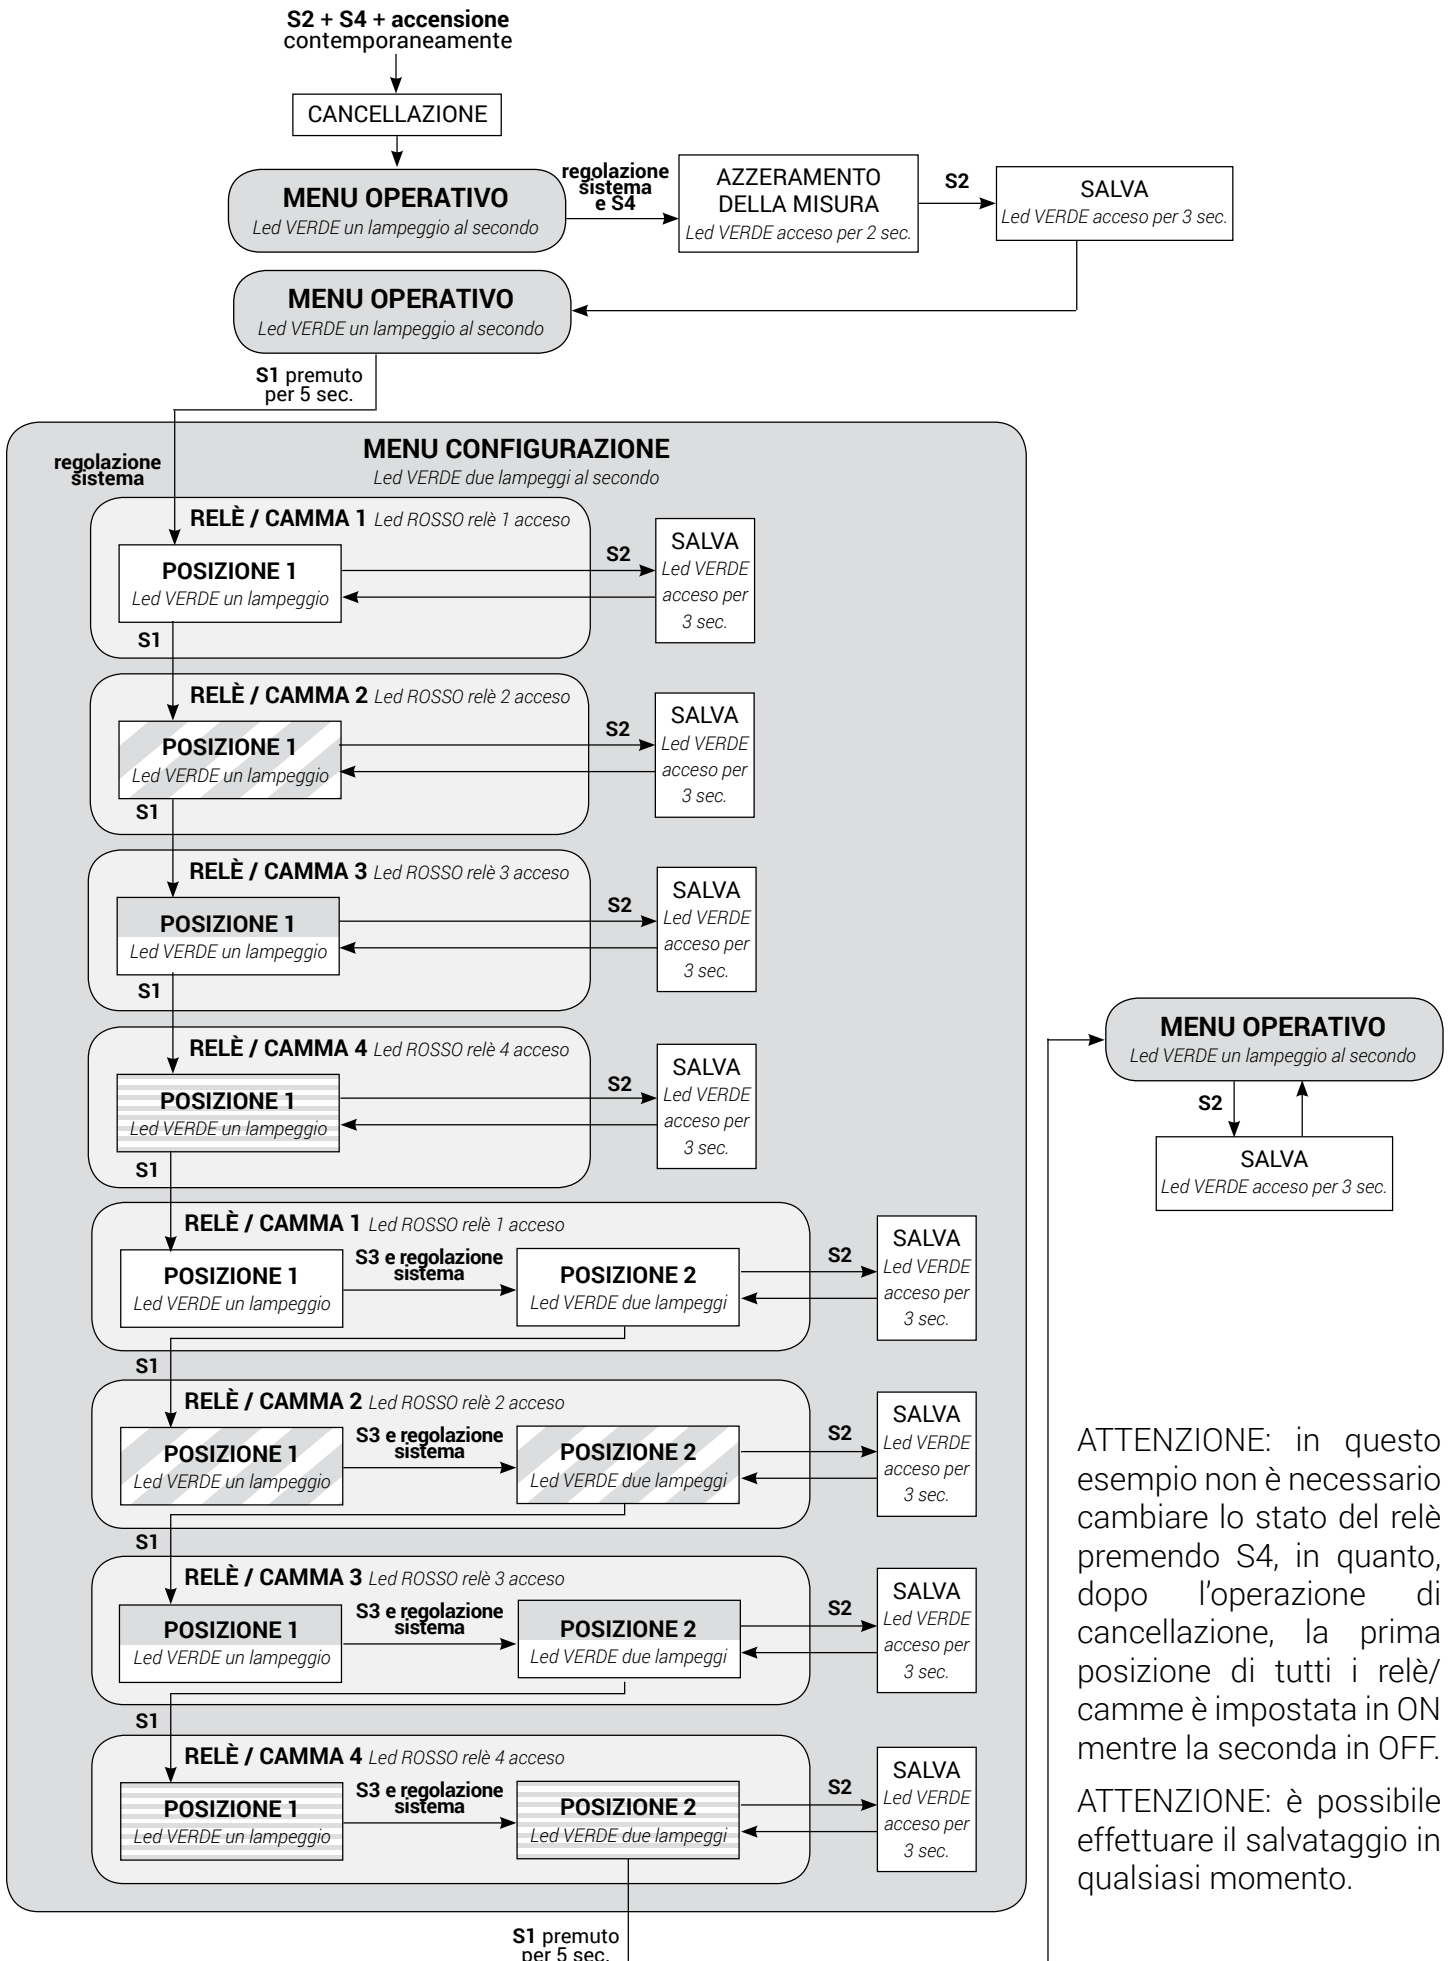 S2 + S4 + accensione
contemporaneamente
CANCELLAZIONE
MENU OPERATIVO
Led VERDE un lampeggio al secondo
regolazione
sistema
e S4
AZZERAMENTO
DELLA MISURA
Led VERDE acceso per 2 sec.
S2
SALVA
Led VERDE acceso per 3 sec.
MENU OPERATIVO
Led VERDE un lampeggio al secondo
S1 premuto
per 5 sec.
MENU CONFIGURAZIONE
Led VERDE due lampeggi al secondo
regolazione
sistema
RELÈ / CAMMA 1 Led ROSSO relè 1 acceso
POSIZIONE 1
Led VERDE un lampeggio
S2
SALVA
Led VERDE
acceso per
3 sec.
S1
RELÈ / CAMMA 2 Led ROSSO relè 2 acceso
POSIZIONE 1
Led VERDE un lampeggio
S2
SALVA
Led VERDE
acceso per
3 sec.
S1
RELÈ / CAMMA 3 Led ROSSO relè 3 acceso
POSIZIONE 1
Led VERDE un lampeggio
S2
SALVA
Led VERDE
acceso per
3 sec.
S1
RELÈ / CAMMA 4 Led ROSSO relè 4 acceso
POSIZIONE 1
Led VERDE un lampeggio
S2
SALVA
Led VERDE
acceso per
3 sec.
S1
RELÈ / CAMMA 1 Led ROSSO relè 1 acceso
POSIZIONE 1
Led VERDE un lampeggio
S3 e regolazione
sistema
POSIZIONE 2
Led VERDE due lampeggi
S2
SALVA
Led VERDE
acceso per
3 sec.
S1
RELÈ / CAMMA 2 Led ROSSO relè 2 acceso
POSIZIONE 1
Led VERDE un lampeggio
S3 e regolazione
sistema
POSIZIONE 2
Led VERDE due lampeggi
S2
SALVA
Led VERDE
acceso per
3 sec.
S1
RELÈ / CAMMA 3 Led ROSSO relè 3 acceso
POSIZIONE 1
Led VERDE un lampeggio
S3 e regolazione
sistema
POSIZIONE 2
Led VERDE due lampeggi
S2
SALVA
Led VERDE
acceso per
3 sec.
S1
RELÈ / CAMMA 4 Led ROSSO relè 4 acceso
POSIZIONE 1
Led VERDE un lampeggio
S3 e regolazione
sistema
POSIZIONE 2
Led VERDE due lampeggi
S2
SALVA
Led VERDE
acceso per
3 sec.
S1 premuto
per 5 sec.
MENU OPERATIVO
Led VERDE un lampeggio al secondo
S2
SALVA
Led VERDE acceso per 3 sec.
ATTENZIONE: in questo
esempio non è necessario
cambiare lo stato del relè
premendo S4, in quanto,
dopo l'operazione di
cancellazione, la prima
posizione di tutti i relè/
camme è impostata in ON
mentre la seconda in OFF.
ATTENZIONE: è possibile
effettuare il salvataggio in
qualsiasi momento.